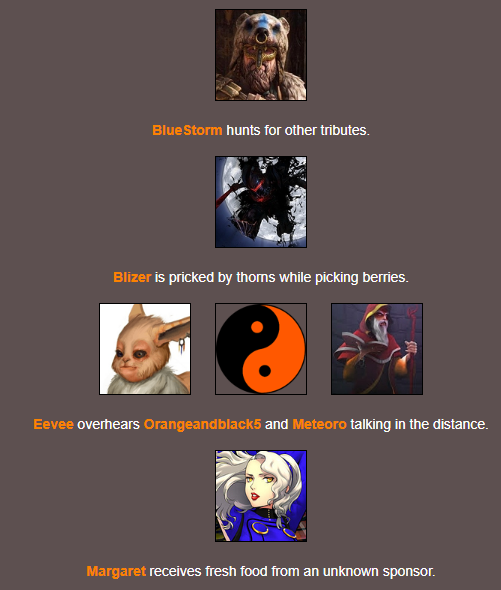 BlueStorm hunts for other tributes.
Blizer is pricked by thorns while picking berries.
Eevee overhears Orangeandblack5 and Meteoro talking in the distance.
Margaret receives fresh food from an unknown sponsor.